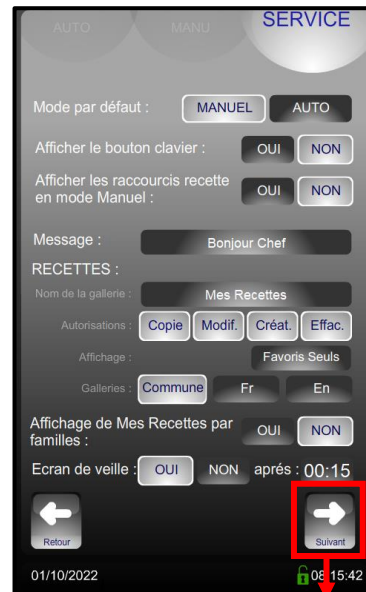 AUTO MANU SERVICE
Mode par défaut : MANUEL AUTO
Afficher le bouton clavier : OUI NON
Afficher les raccourcis recette
en mode Manuel : OUI NON
Message : Bonjour Chef
RECETTES :
Nom de la gallerie : Mes Recettes
Autorisations : Copie Modif. Créat. Effac.
Affichage : Favoris Seuls
Galleries : Commune Fr En
Affichage de Mes Recettes par
familles : OUI NON
Ecran de veille : OUI NON aprés : 00:15
Retour Suivant
01/10/2022 08:15:42